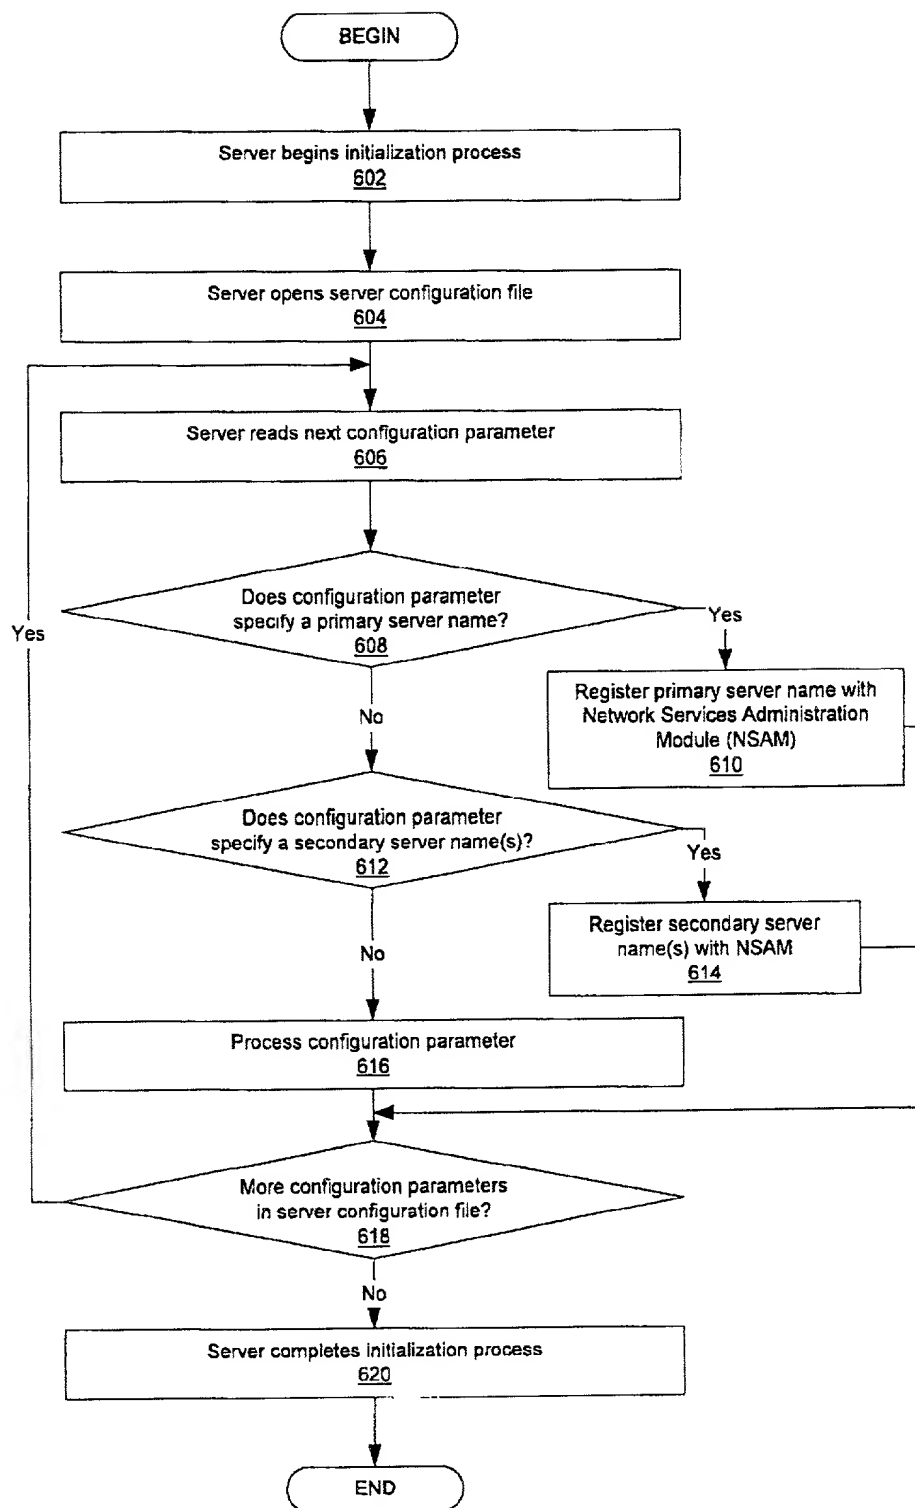 BEGIN
Server begins initialization process
602
Server opens server configuration file
604
Server reads next configuration parameter
606
Does configuration parameter
specify a primary server name?
608
Yes
Yes
Register primary server name with
Network Services Administration
Module (NSAM)
610
No
Does configuration parameter
specify a secondary server name(s)?
612
Yes
Register secondary server
name(s) with NSAM
614
No
Process configuration parameter
616
More configuration parameters
in server configuration file?
618
No
Server completes initialization process
620
END